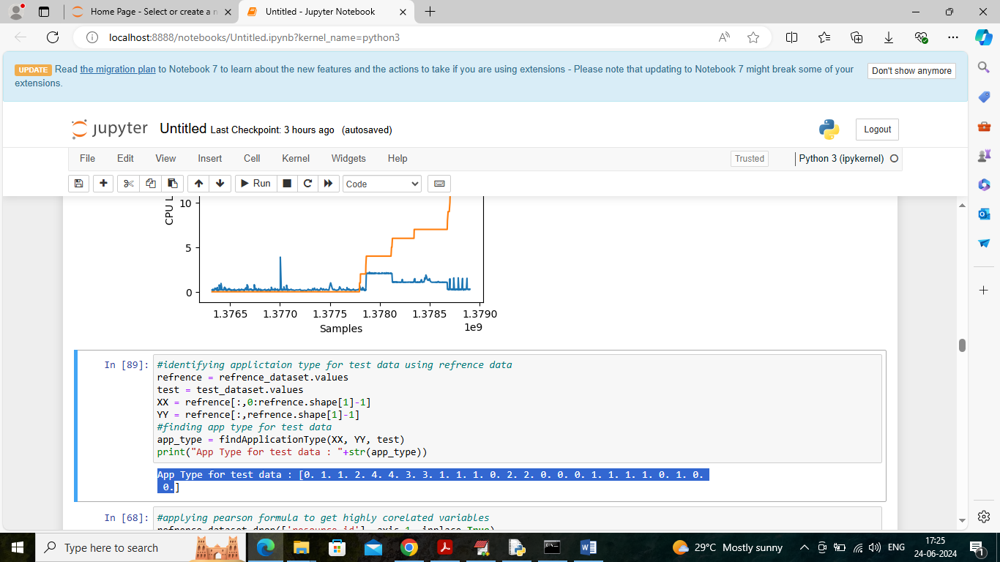 Home Page - Select or create a n
Untitled - Jupyter Notebook
localhost:8888/notebooks/Untitled.ipynb?kernel_name=python3
UPDATE Read the migration plan to Notebook 7 to learn about the new features and the actions to take if you are using extensions - Please note that updating to Notebook 7 might break some of your
extensions.
Don't show anymore
jupyter Untitled Last Checkpoint: 3 hours ago (autosaved)
Logout
File Edit View Insert Cell Kernel Widgets Help
Trusted
Python 3 (ipykernel)
Run
Code
CPU L
10
5
0
1.3765 1.3770 1.3775 1.3780 1.3785 1.3790
Samples
1e9
In [89]:
#identifying applictaion type for test data using refrence data
refrence = refrence_dataset.values
test = test_dataset.values
XX = refrence[:,0:refrence.shape[1]-1]
YY = refrence[:,refrence.shape[1]-1]
#finding app type for test data
app_type = findApplicationType(XX, YY, test)
print("App Type for test data : "+str(app_type))
App Type for test data : [0. 1. 1. 2. 4. 4. 3. 3. 1. 1. 1. 0. 2. 2. 0. 0. 0. 1. 1. 1. 1. 0. 1. 0.
0.]
In [68]:
#applying pearson formula to get highly corelated variables
refrence_dataset.drop(['resource_id'], axis=1, inplace=True)
Type here to search
29°C Mostly sunny
ENG
17:25
24-06-2024
1